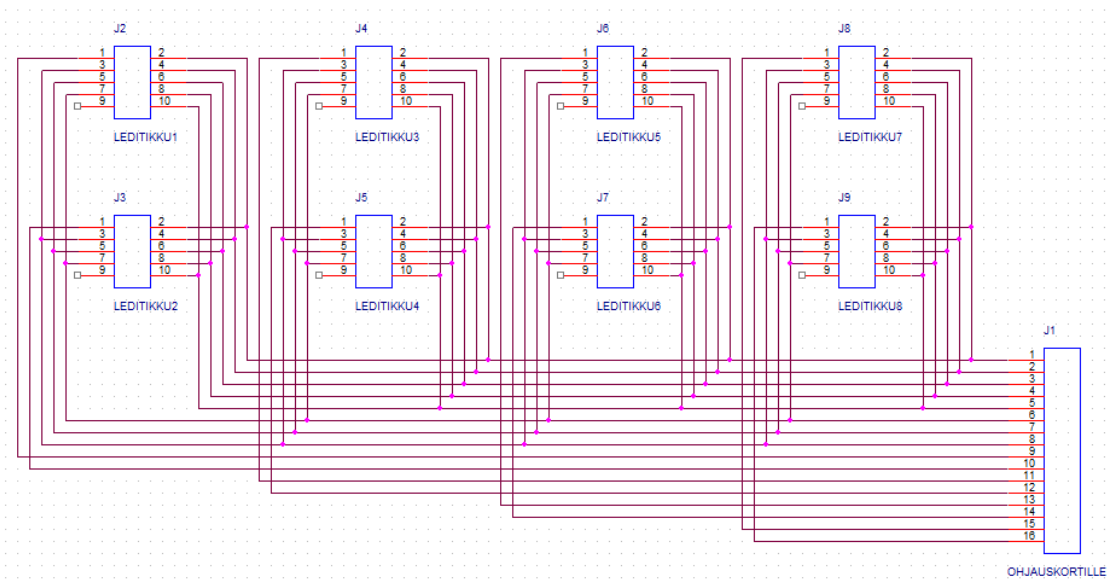 J2 J4 J6 J8
1 2 1 2 1 2 1 2
3 4 3 4 3 4 3 4
5 6 5 6 5 6 5 6
7 8 7 8 7 8 7 8
9 10 9 10 9 10 9 10
LEDITIKKU1 LEDITIKKU3 LEDITIKKU5 LEDITIKKU7
J3 J5 J7 J9
1 2 1 2 1 2 1 2
3 4 3 4 3 4 3 4
5 6 5 6 5 6 5 6
7 8 7 8 7 8 7 8
9 10 9 10 9 10 9 10
LEDITIKKU2 LEDITIKKU4 LEDITIKKU6 LEDITIKKU8
J1
1
2
3
4
5
6
7
8
9
10
11
12
13
14
15
16
OHJAUSKORTILLE